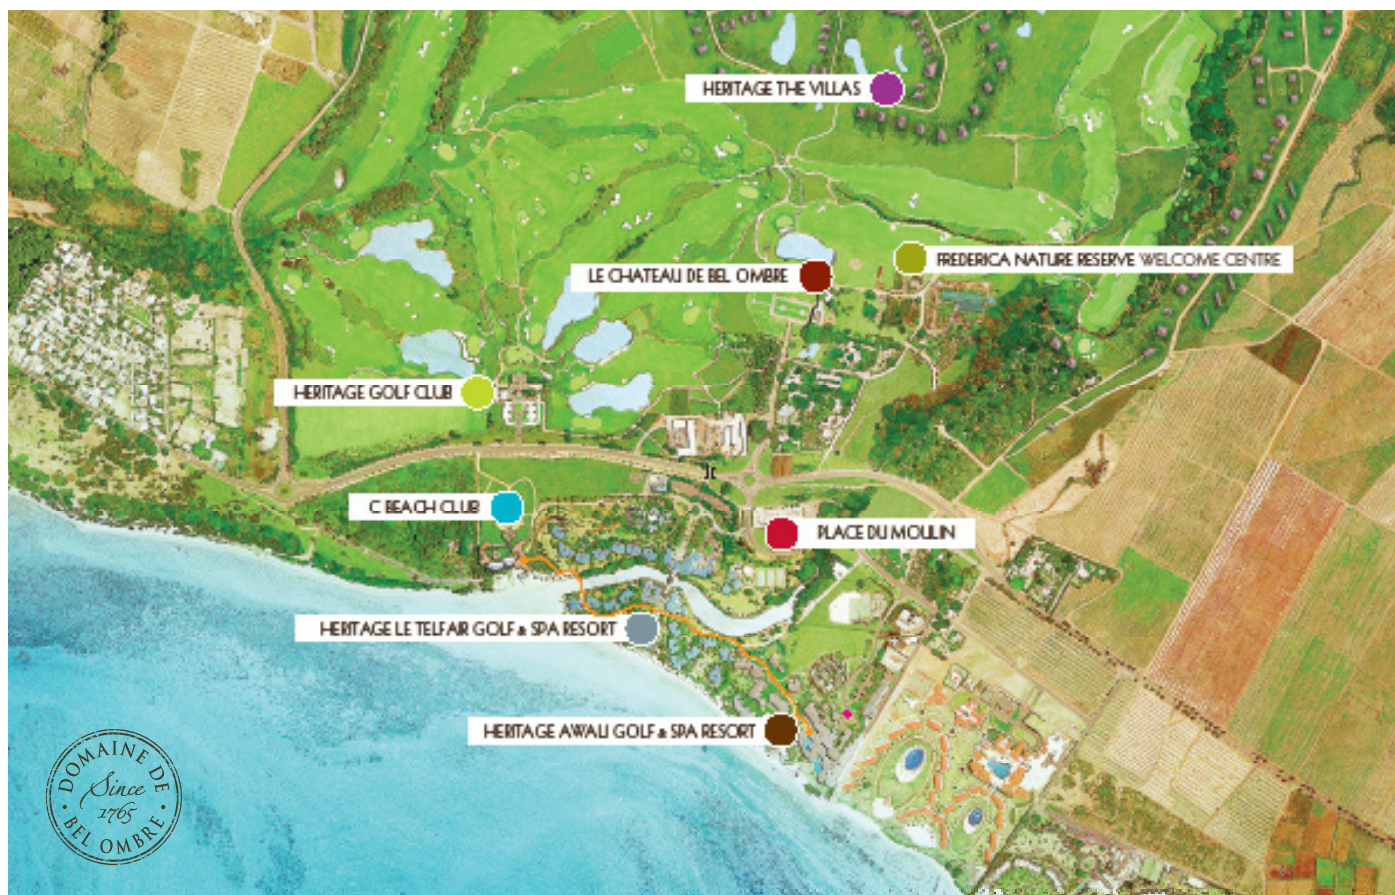 HERITAGE THE VILLAS
FREDERICA NATURE RESERVE WELCOME CENTRE
LE CHATEAU DE BEL OMBRE
HERITAGE GOLF CLUB
C BEACH CLUB
PLACE DU MOULIN
HERITAGE LE TELFAIR GOLF & SPA RESORT
HERITAGE AWALI GOLF & SPA RESORT
DOMAINE DE
Since
1765
BEL OMBRE